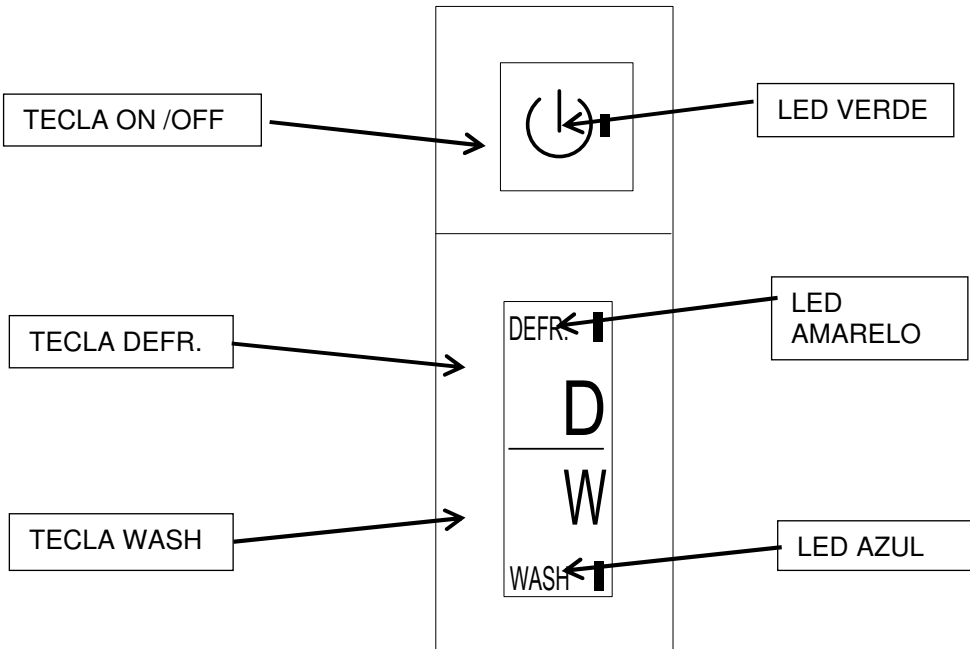 TECLA ON /OFF
LED VERDE
DEFR.
LED
AMARELO
TECLA DEFR.
D
W
TECLA WASH
LED AZUL
WASH